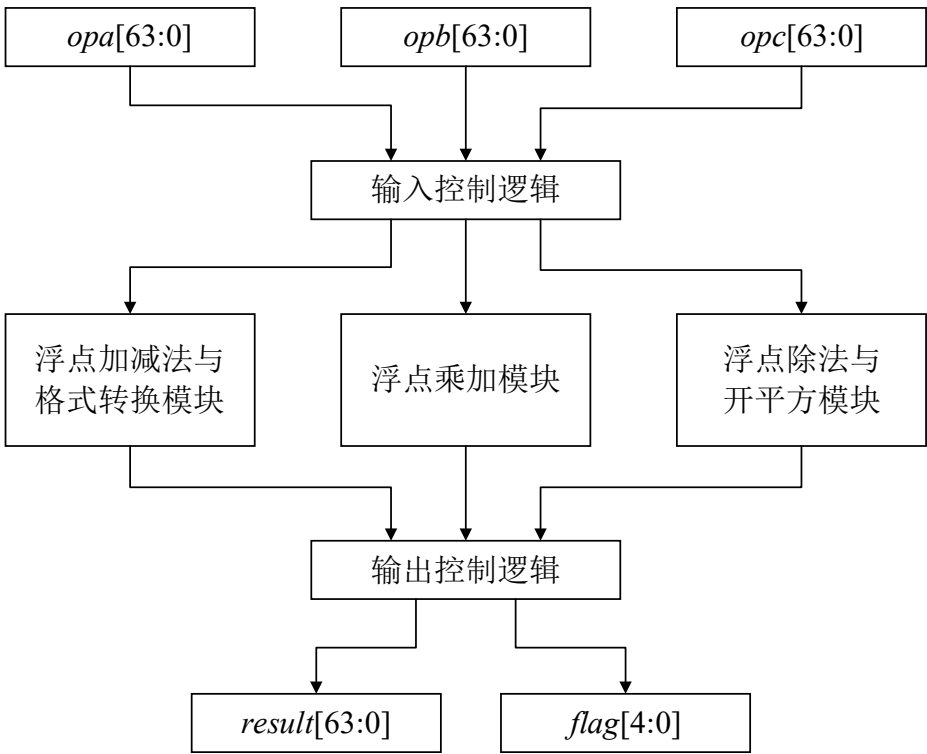 opa[63:0]
opb[63:0]
opc[63:0]
输入控制逻辑
浮点加减法与
格式转换模块
浮点乘加模块
浮点除法与
开平方模块
输出控制逻辑
result[63:0]
flag[4:0]